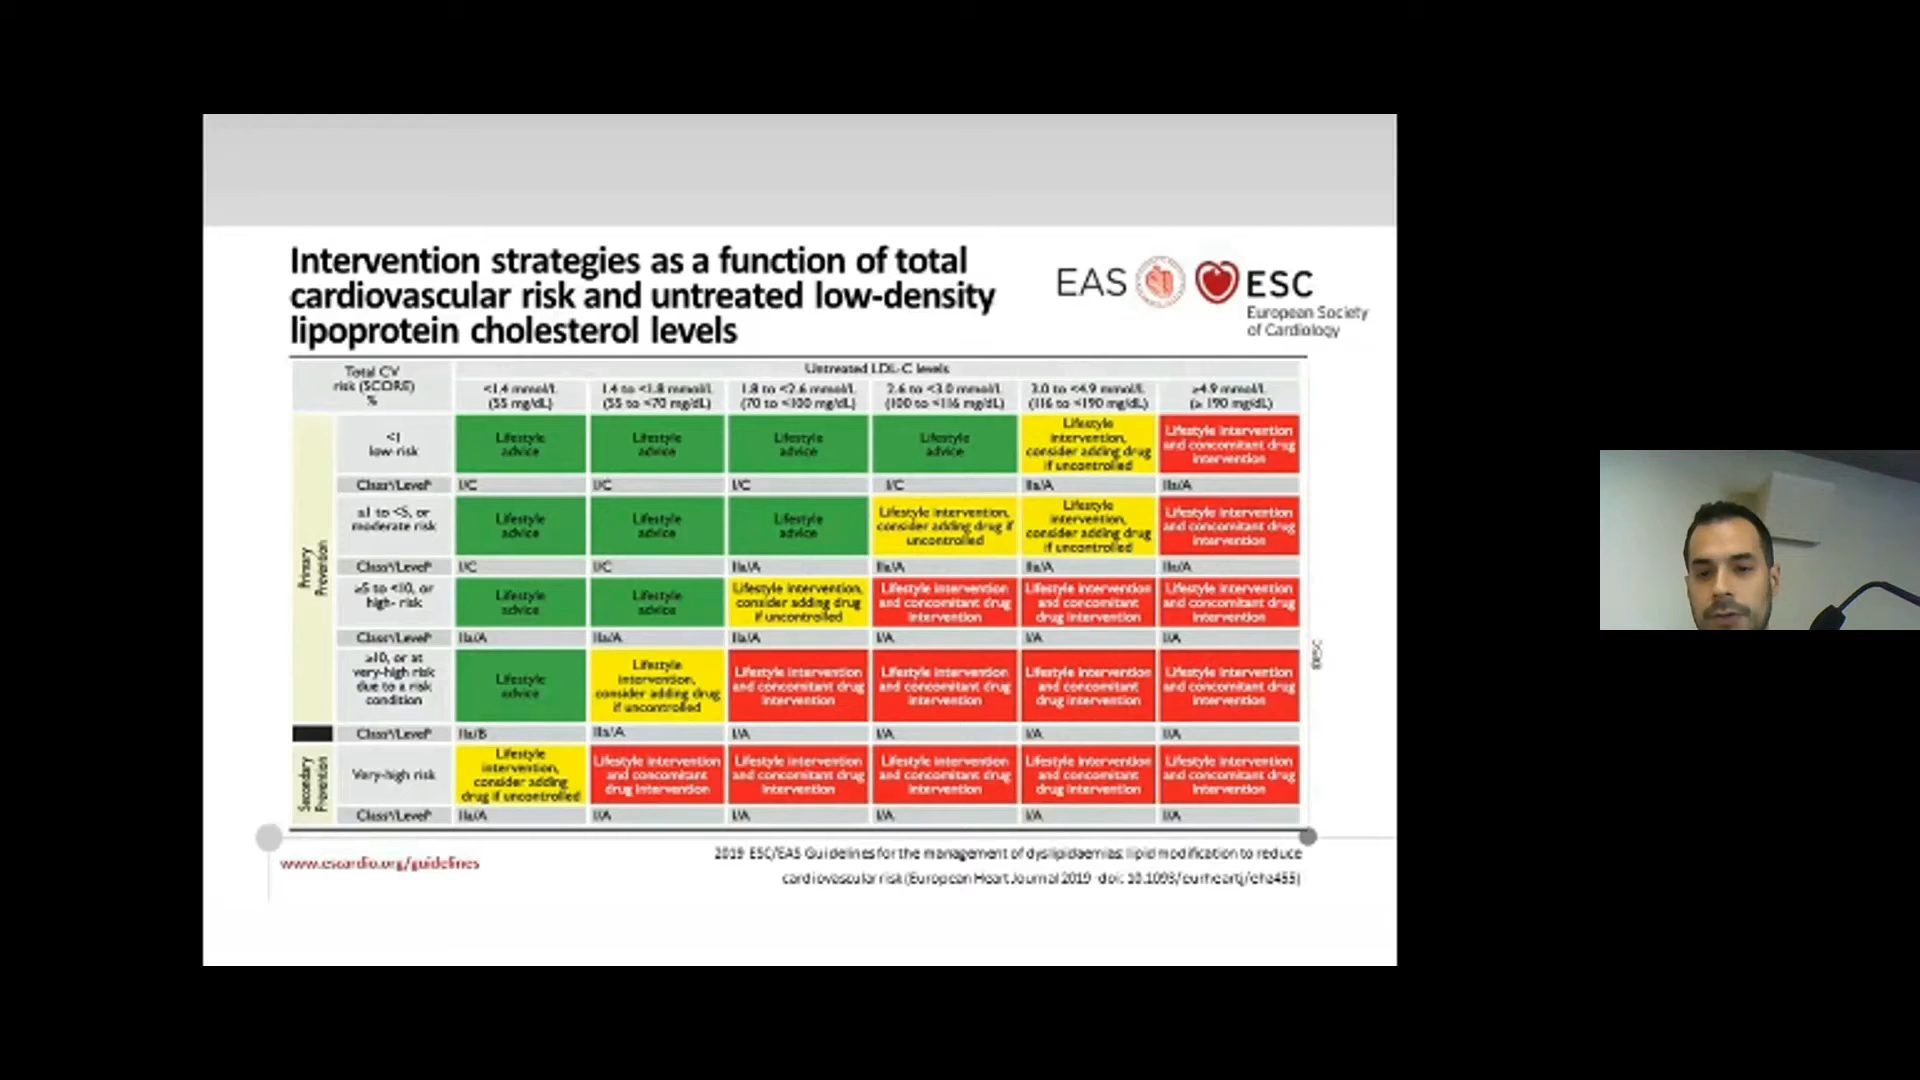 Intervention strategies as a function of total
cardiovascular risk and untreated low-density
lipoprotein cholesterol levels
EAS
ESC
European Society
of Cardiology
Total CV
risk (SCORE)
%
Untreated LDL-C levels
<1.4 mmol/L
(55 mg/dL)
1.4 to <1.8 mmol/L
(55 to <70 mg/dL)
1.8 to <2.6 mmol/L
(70 to <100 mg/dL)
2.6 to <3.0 mmol/L
(100 to <116 mg/dL)
3.0 to <4.9 mmol/L
(116 to <190 mg/dL)
≥4.9 mmol/L
(≥ 190 mg/dL)
Primary
Prevention
<1
low-risk
Lifestyle
advice
Lifestyle
advice
Lifestyle
advice
Lifestyle
advice
Lifestyle
intervention,
consider adding drug
if uncontrolled
Lifestyle intervention
and concomitant drug
intervention
Classᵃ/Levelᵇ
I/C
I/C
I/C
I/C
IIa/A
IIa/A
≥1 to <5, or
moderate risk
Lifestyle
advice
Lifestyle
advice
Lifestyle
advice
Lifestyle intervention,
consider adding drug if
uncontrolled
Lifestyle
intervention,
consider adding drug
if uncontrolled
Lifestyle intervention
and concomitant drug
intervention
Classᵃ/Levelᵇ
I/C
I/C
IIa/A
IIa/A
IIa/A
IIa/A
≥5 to <10, or
high- risk
Lifestyle
advice
Lifestyle
advice
Lifestyle intervention,
consider adding drug
if uncontrolled
Lifestyle intervention
and concomitant drug
intervention
Lifestyle intervention
and concomitant
drug intervention
Lifestyle intervention
and concomitant drug
intervention
Classᵃ/Levelᵇ
IIa/A
IIa/A
IIa/A
I/A
I/A
I/A
≥10, or at
very-high risk
due to a risk
condition
Lifestyle
advice
Lifestyle
intervention,
consider adding drug
if uncontrolled
Lifestyle intervention
and concomitant drug
intervention
Lifestyle intervention
and concomitant drug
intervention
Lifestyle intervention
and concomitant
drug intervention
Lifestyle intervention
and concomitant drug
intervention
Classᵃ/Levelᵇ
IIa/B
IIa/A
I/A
I/A
I/A
I/A
Secondary
Prevention
Very-high risk
Lifestyle
intervention,
consider adding
drug if uncontrolled
Lifestyle intervention
and concomitant
drug intervention
Lifestyle intervention
and concomitant drug
intervention
Lifestyle intervention
and concomitant drug
intervention
Lifestyle intervention
and concomitant
drug intervention
Lifestyle intervention
and concomitant drug
intervention
Classᵃ/Levelᵇ
IIa/A
I/A
I/A
I/A
I/A
I/A
www.escardio.org/guidelines
2019 ESC/EAS Guidelines for the management of dyslipidaemias: lipid modification to reduce
cardiovascular risk (European Heart Journal 2019 -doi: 10.1093/eurheartj/ehz455)